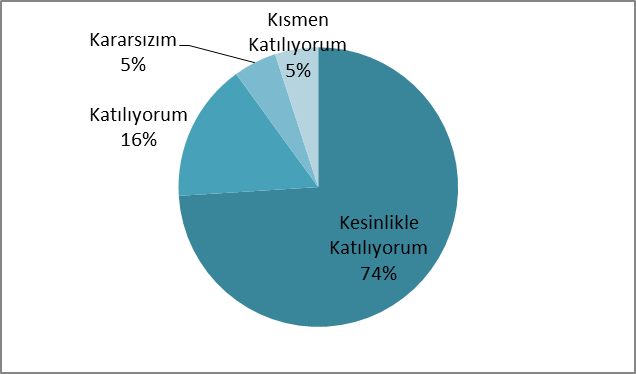 Kısmen
Katılıyorum
5%
Kararsızım
5%
Katılıyorum
16%
Kesinlikle
Katılıyorum
74%